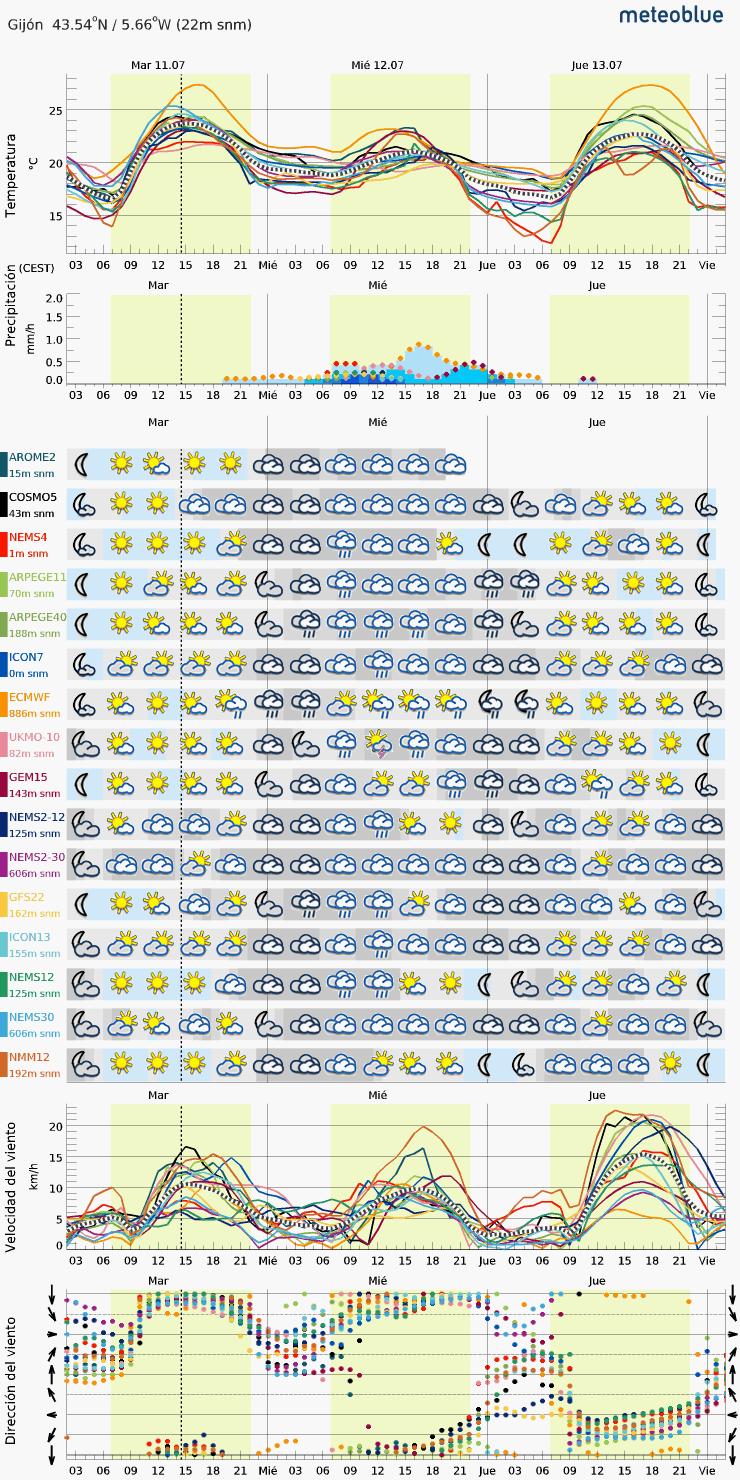 meteoblue
Gijón 43.54°N / 5.66°W (22m snm)
Mar 11.07 Mié 12.07 Jue 13.07
Temperatura
°C
25
20
15
03 06 09 12 15 18 21 Mié 03 06 09 12 15 18 21 Jue 03 06 09 12 15 18 21 Vie
(CEST)
Mar Mié Jue
Precipitación
mm/h
2.0
1.5
1.0
0.5
0.0
03 06 09 12 15 18 21 Mié 03 06 09 12 15 18 21 Jue 03 06 09 12 15 18 21 Vie
Mar Mié Jue
AROME2
15m snm
COSMO5
43m snm
NEMS4
1m snm
ARPEGE11
70m snm
ARPEGE40
188m snm
ICON7
0m snm
ECMWF
886m snm
UKMO-10
82m snm
GEM15
143m snm
NEMS2-12
125m snm
NEMS2-30
606m snm
GFS22
162m snm
ICON13
155m snm
NEMS12
125m snm
NEMS30
606m snm
NMM12
192m snm
Mar Mié Jue
Velocidad del viento
km/h
20
15
10
5
0
03 06 09 12 15 18 21 Mié 03 06 09 12 15 18 21 Jue 03 06 09 12 15 18 21 Vie
Mar Mié Jue
Dirección del viento
03 06 09 12 15 18 21 Mié 03 06 09 12 15 18 21 Jue 03 06 09 12 15 18 21 Vie